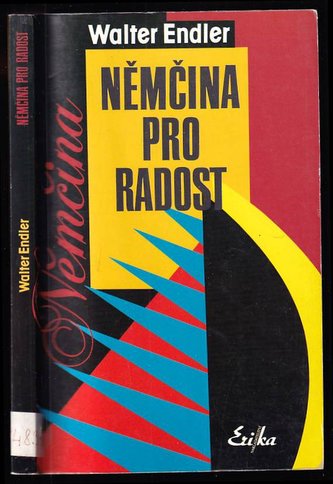 Walter Endler
NĚMČINA
PRO
RADOST
Němčina
Erika
Walter Endler
NĚMČINA PRO RADOST